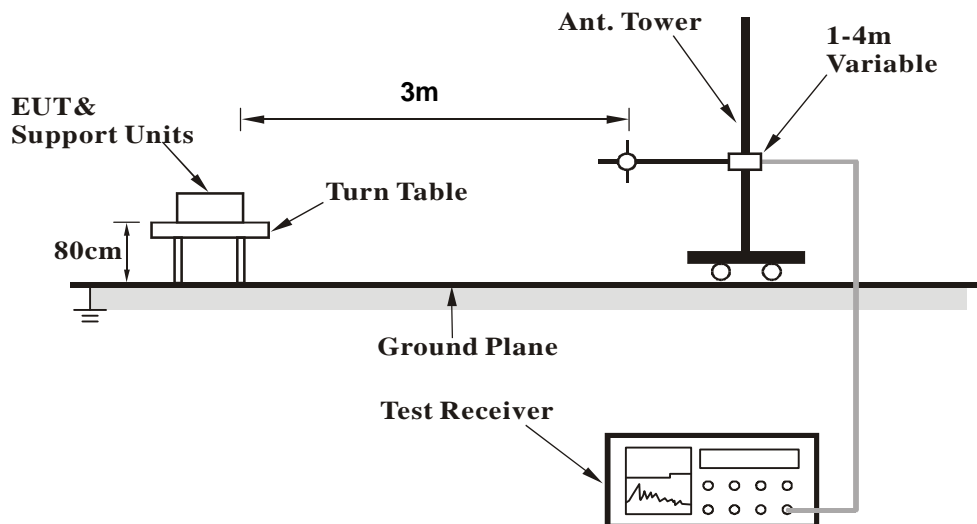 Ant. Tower
1-4m
Variable
3m
EUT&
Support Units
Turn Table
80cm
Ground Plane
Test Receiver